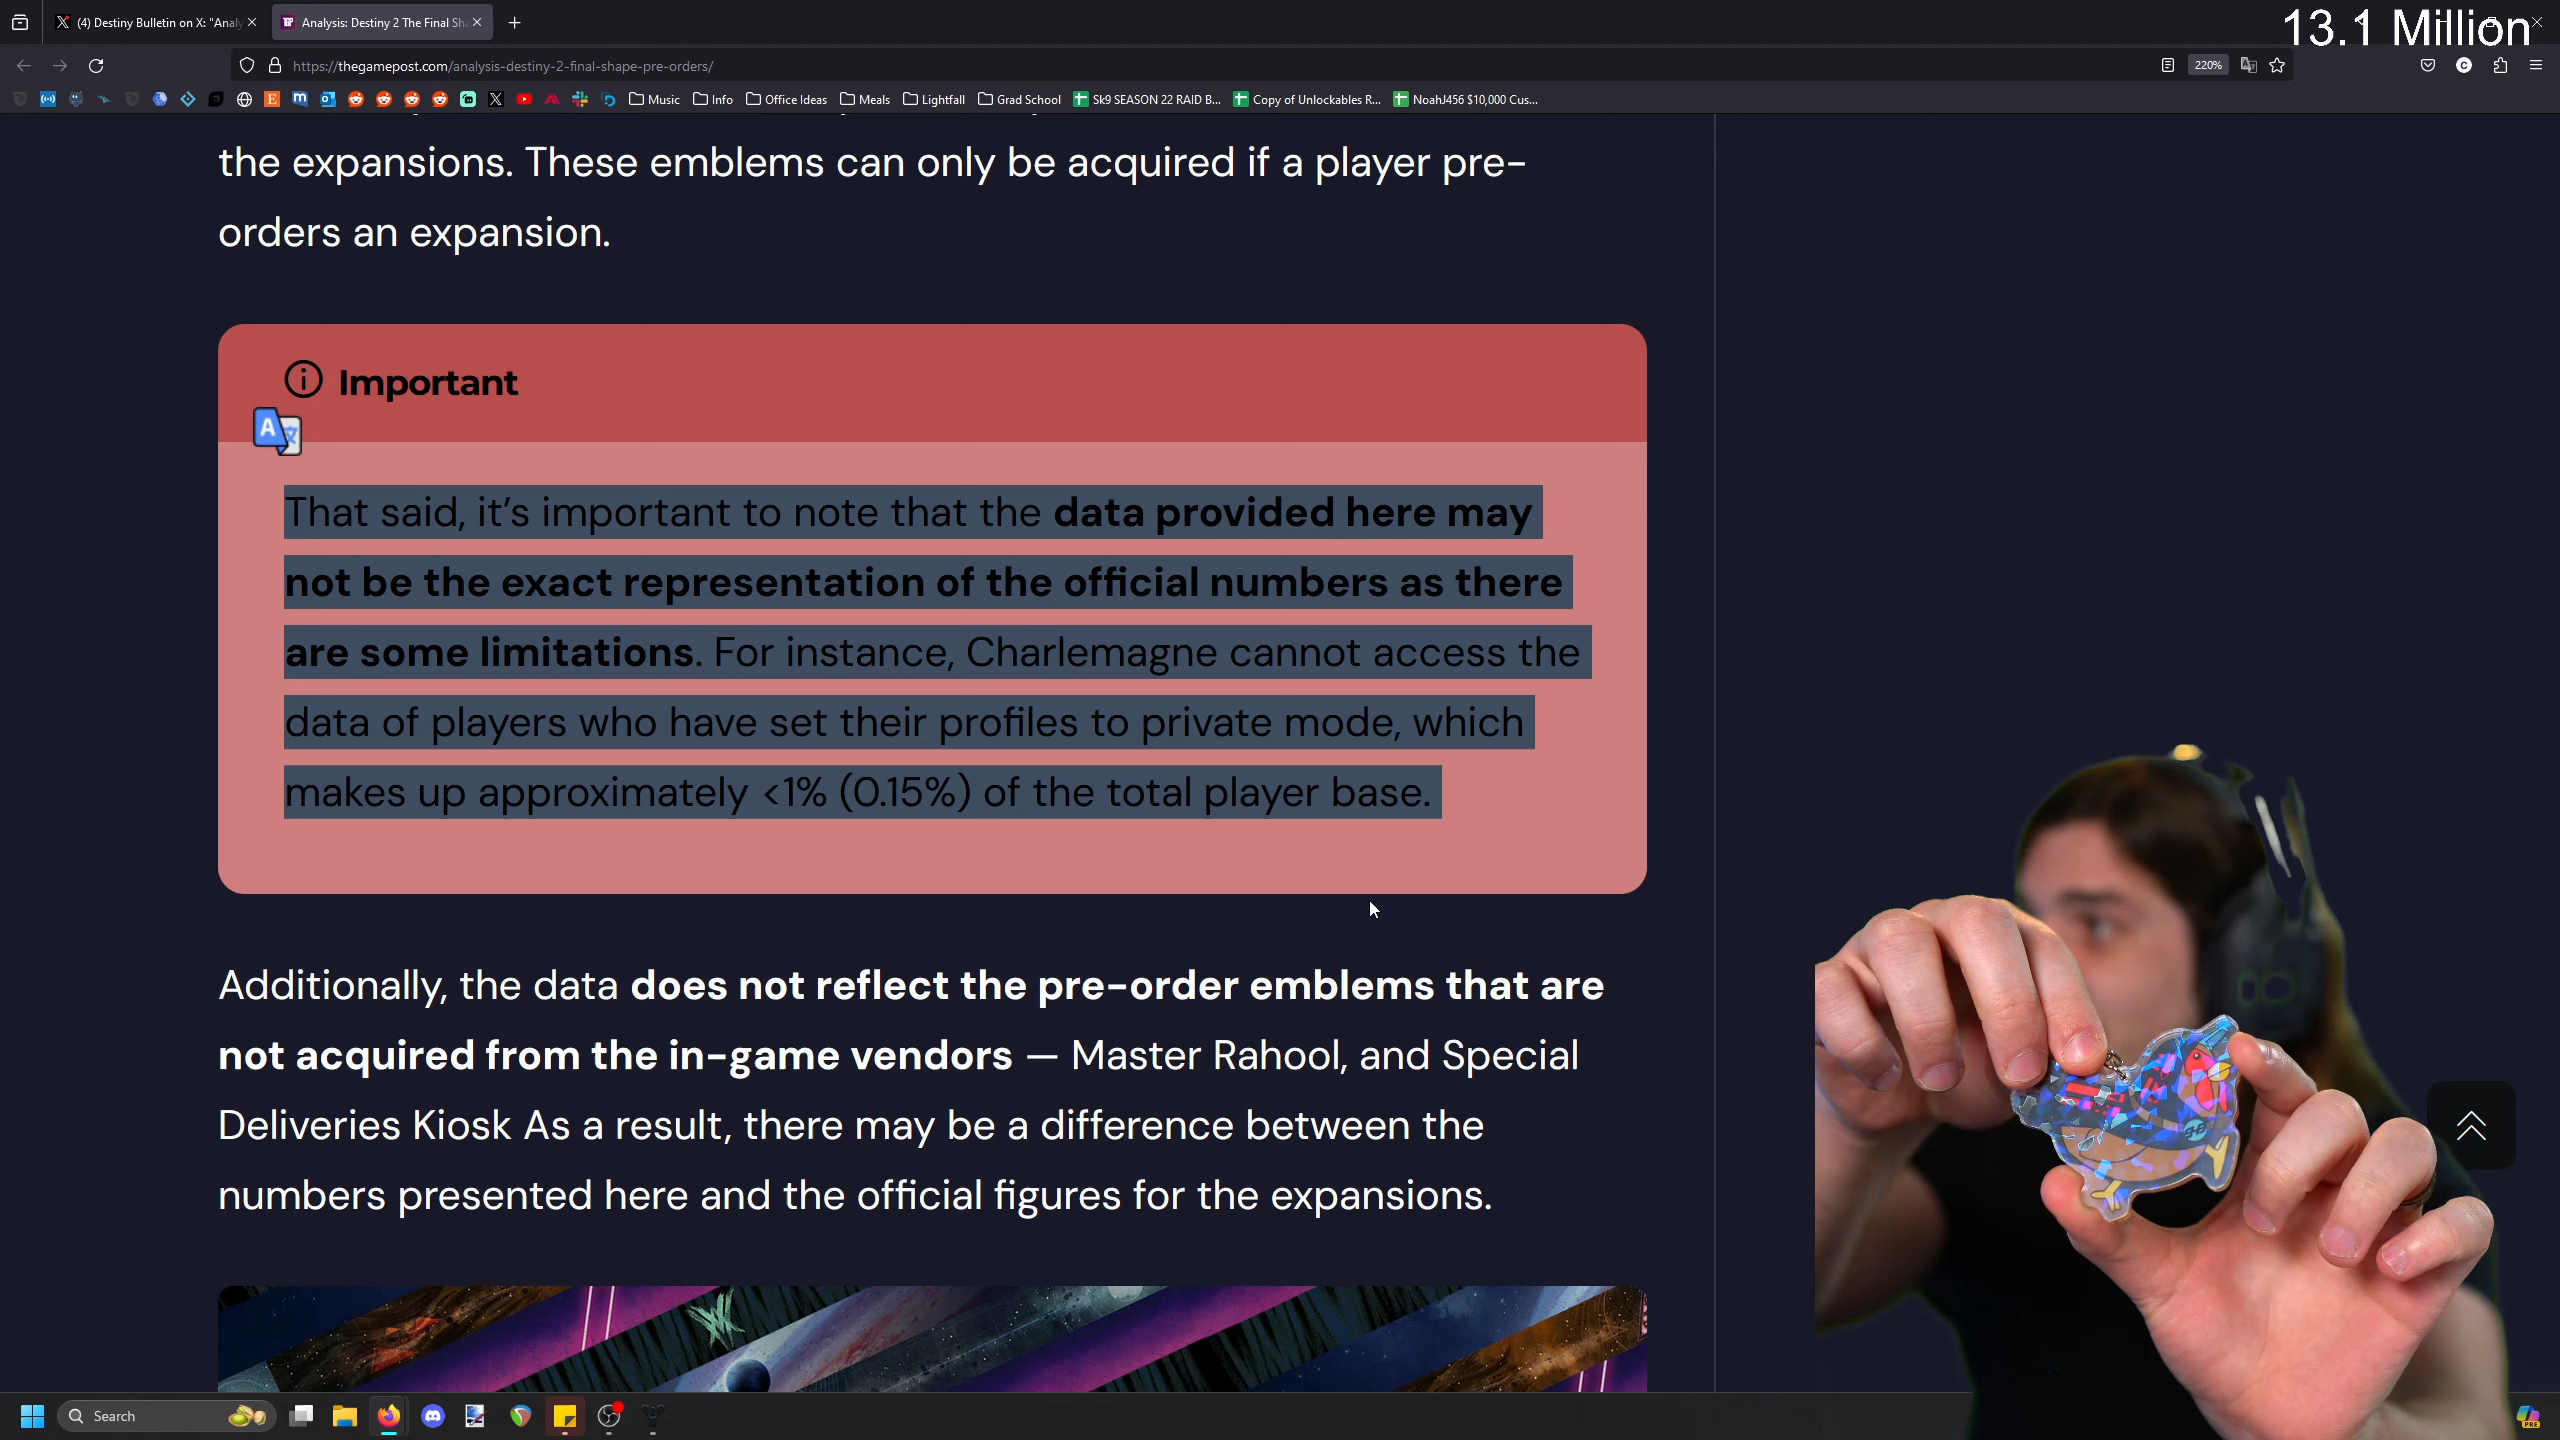 (4) Destiny Bulletin on X: "Analy
Analysis: Destiny 2 The Final Sha
13.1 Million
https://thegamepost.com/analysis-destiny-2-final-shape-pre-orders/
220%
Music
Info
Office Ideas
Meals
Lightfall
Grad School
Sk9 SEASON 22 RAID B...
Copy of Unlockables R...
NoahJ456 $10,000 Cus...
the expansions. These emblems can only be acquired if a player pre-
orders an expansion.
Important
That said, it’s important to note that the data provided here may
not be the exact representation of the official numbers as there
are some limitations. For instance, Charlemagne cannot access the
data of players who have set their profiles to private mode, which
makes up approximately <1% (0.15%) of the total player base.
Additionally, the data does not reflect the pre-order emblems that are
not acquired from the in-game vendors — Master Rahool, and Special
Deliveries Kiosk As a result, there may be a difference between the
numbers presented here and the official figures for the expansions.
Search